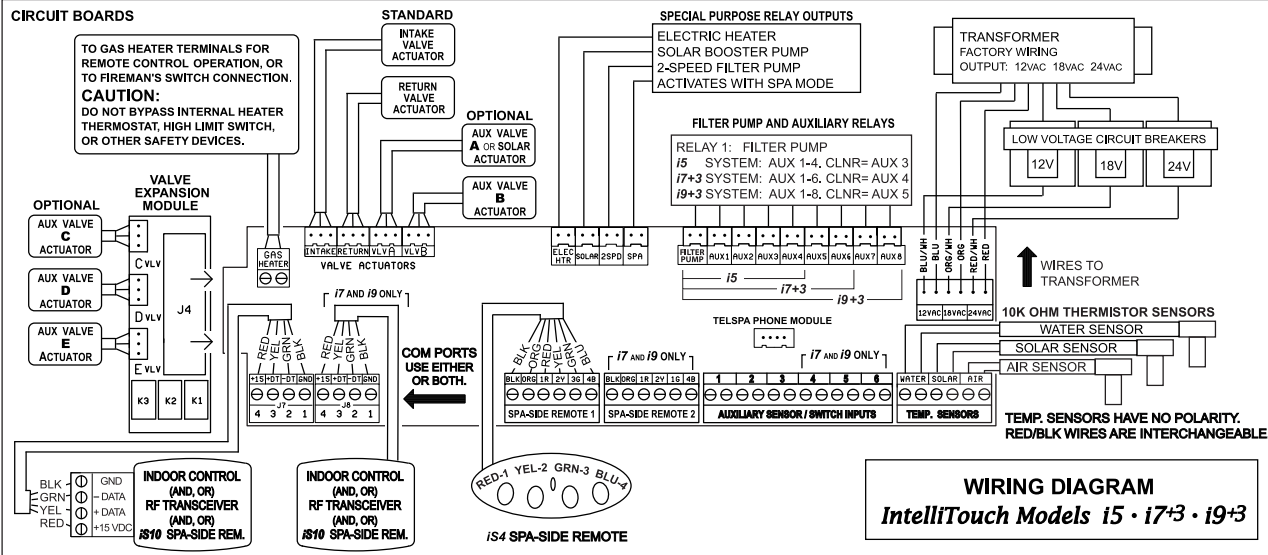 CIRCUIT BOARDS
TO GAS HEATER TERMINALS FOR
REMOTE CONTROL OPERATION, OR
TO FIREMAN'S SWITCH CONNECTION.
CAUTION:
DO NOT BYPASS INTERNAL HEATER
THERMOSTAT, HIGH LIMIT SWITCH,
OR OTHER SAFETY DEVICES.
STANDARD
INTAKE
VALVE
ACTUATOR
RETURN
VALVE
ACTUATOR
OPTIONAL
AUX VALVE
A OR SOLAR
ACTUATOR
AUX VALVE
B
ACTUATOR
SPECIAL PURPOSE RELAY OUTPUTS
ELECTRIC HEATER
SOLAR BOOSTER PUMP
2-SPEED FILTER PUMP
ACTIVATES WITH SPA MODE
FILTER PUMP AND AUXILIARY RELAYS
RELAY 1: FILTER PUMP
i5 SYSTEM: AUX 1-4. CLNR= AUX 3
i7+3 SYSTEM: AUX 1-6. CLNR= AUX 4
i9+3 SYSTEM: AUX 1-8. CLNR= AUX 5
TRANSFORMER
FACTORY WIRING
OUTPUT: 12VAC 18VAC 24VAC
LOW VOLTAGE CIRCUIT BREAKERS
12V 18V 24V
VALVE
EXPANSION
MODULE
OPTIONAL
AUX VALVE
C
ACTUATOR
AUX VALVE
D
ACTUATOR
AUX VALVE
E
ACTUATOR
C VLV
D VLV
E VLV
J4
K3 K2 K1
GAS
HEATER
INTAKE RETURN VLV A VLV B
VALVE ACTUATORS
ELEC
HTR SOLAR 2SPD SPA
FILTER
PUMP AUX1 AUX2 AUX3 AUX4 AUX5 AUX6 AUX7 AUX8
i5
i7+3
i9+3
BLU/WH BLU ORG/WH ORG RED/WH RED
12VAC 18VAC 24VAC
WIRES TO
TRANSFORMER
10K OHM THERMISTOR SENSORS
WATER SENSOR
SOLAR SENSOR
AIR SENSOR
TELSPA PHONE MODULE
i7 AND i9 ONLY
RED YEL GRN BLK
RED YEL GRN BLK
+15 +DT -DT GND
+15 +DT -DT GND
J7 J8
4 3 2 1
4 3 2 1
COM PORTS
USE EITHER
OR BOTH.
BLK ORG RED YEL GRN BLU
BLK ORG 1R 2Y 3G 4B
SPA-SIDE REMOTE 1
i7 AND i9 ONLY
BLK ORG 1R 2Y 1G 4B
SPA-SIDE REMOTE 2
i7 AND i9 ONLY
1 2 3 4 5 6
AUXILIARY SENSOR / SWITCH INPUTS
WATER SOLAR AIR
TEMP. SENSORS
TEMP. SENSORS HAVE NO POLARITY.
RED/BLK WIRES ARE INTERCHANGEABLE
BLK GND
GRN – DATA
YEL + DATA
RED +15 VDC
INDOOR CONTROL
(AND, OR)
RF TRANSCEIVER
(AND, OR)
iS10 SPA-SIDE REM.
INDOOR CONTROL
(AND, OR)
RF TRANSCEIVER
(AND, OR)
iS10 SPA-SIDE REM.
RED-1 YEL-2 GRN-3 BLU-4
iS4 SPA-SIDE REMOTE
WIRING DIAGRAM
IntelliTouch Models i5 · i7+3 · i9+3